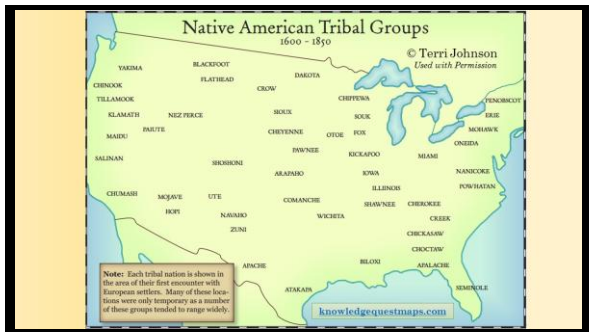 Native American Tribal Groups
1600 - 1850
© Terri Johnson
Used with Permission
YAKIMA
BLACKFOOT
FLATHEAD
DAKOTA
CROW
CHINOOK
TILLAMOOK
CHIPPEWA
PENOBSCOT
KLAMATH
NEZ PERCE
SIOUX
SOUK
ERIE
MAIDU
PAIUTE
CHEYENNE
OTOE
FOX
MOHAWK
ONEIDA
PAWNEE
KICKAPOO
MIAMI
SALINAN
SHOSHONI
ARAPAHO
IOWA
NANICOKE
ILLINOIS
POWHATAN
CHUMASH
MOJAVE
UTE
COMANCHE
SHAWNEE
CHEROKEE
HOPI
NAVAHO
WICHITA
CREEK
ZUNI
CHICKASAW
CHOCTAW
APACHE
BILOXI
APALACHE
ATAKAPA
SEMINOLE
Note: Each tribal nation is shown in
the area of their first encounter with
European settlers. Many of these loca-
tions were only temporary as a number
of these groups tended to range widely.
knowledgequestmaps.com